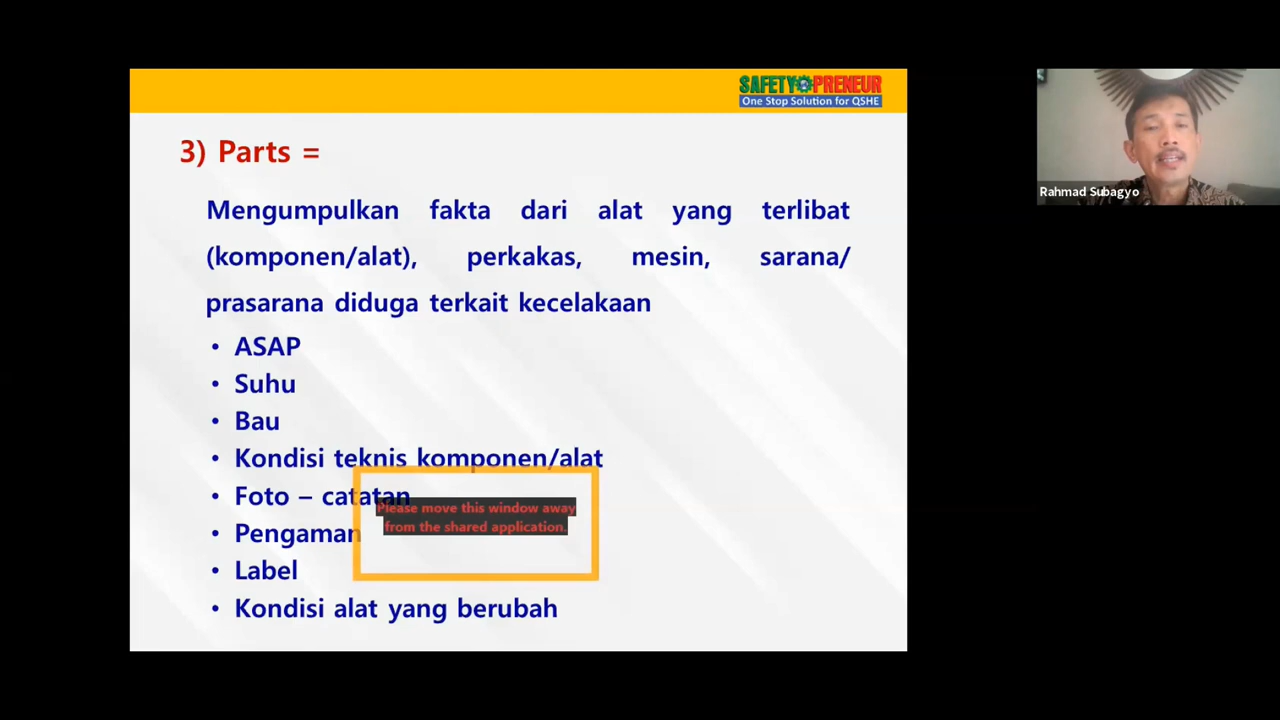 SAFETY PRENEUR
One Stop Solution for QSHE
3) Parts =
Mengumpulkan fakta dari alat yang terlibat
(komponen/alat), perkakas, mesin, sarana/
prasarana diduga terkait kecelakaan
• ASAP
• Suhu
• Bau
• Kondisi teknis komponen/alat
• Foto – catatan
• Pengaman
• Label
• Kondisi alat yang berubah
Please move this window away
from the shared application.
Rahmad Subagyo